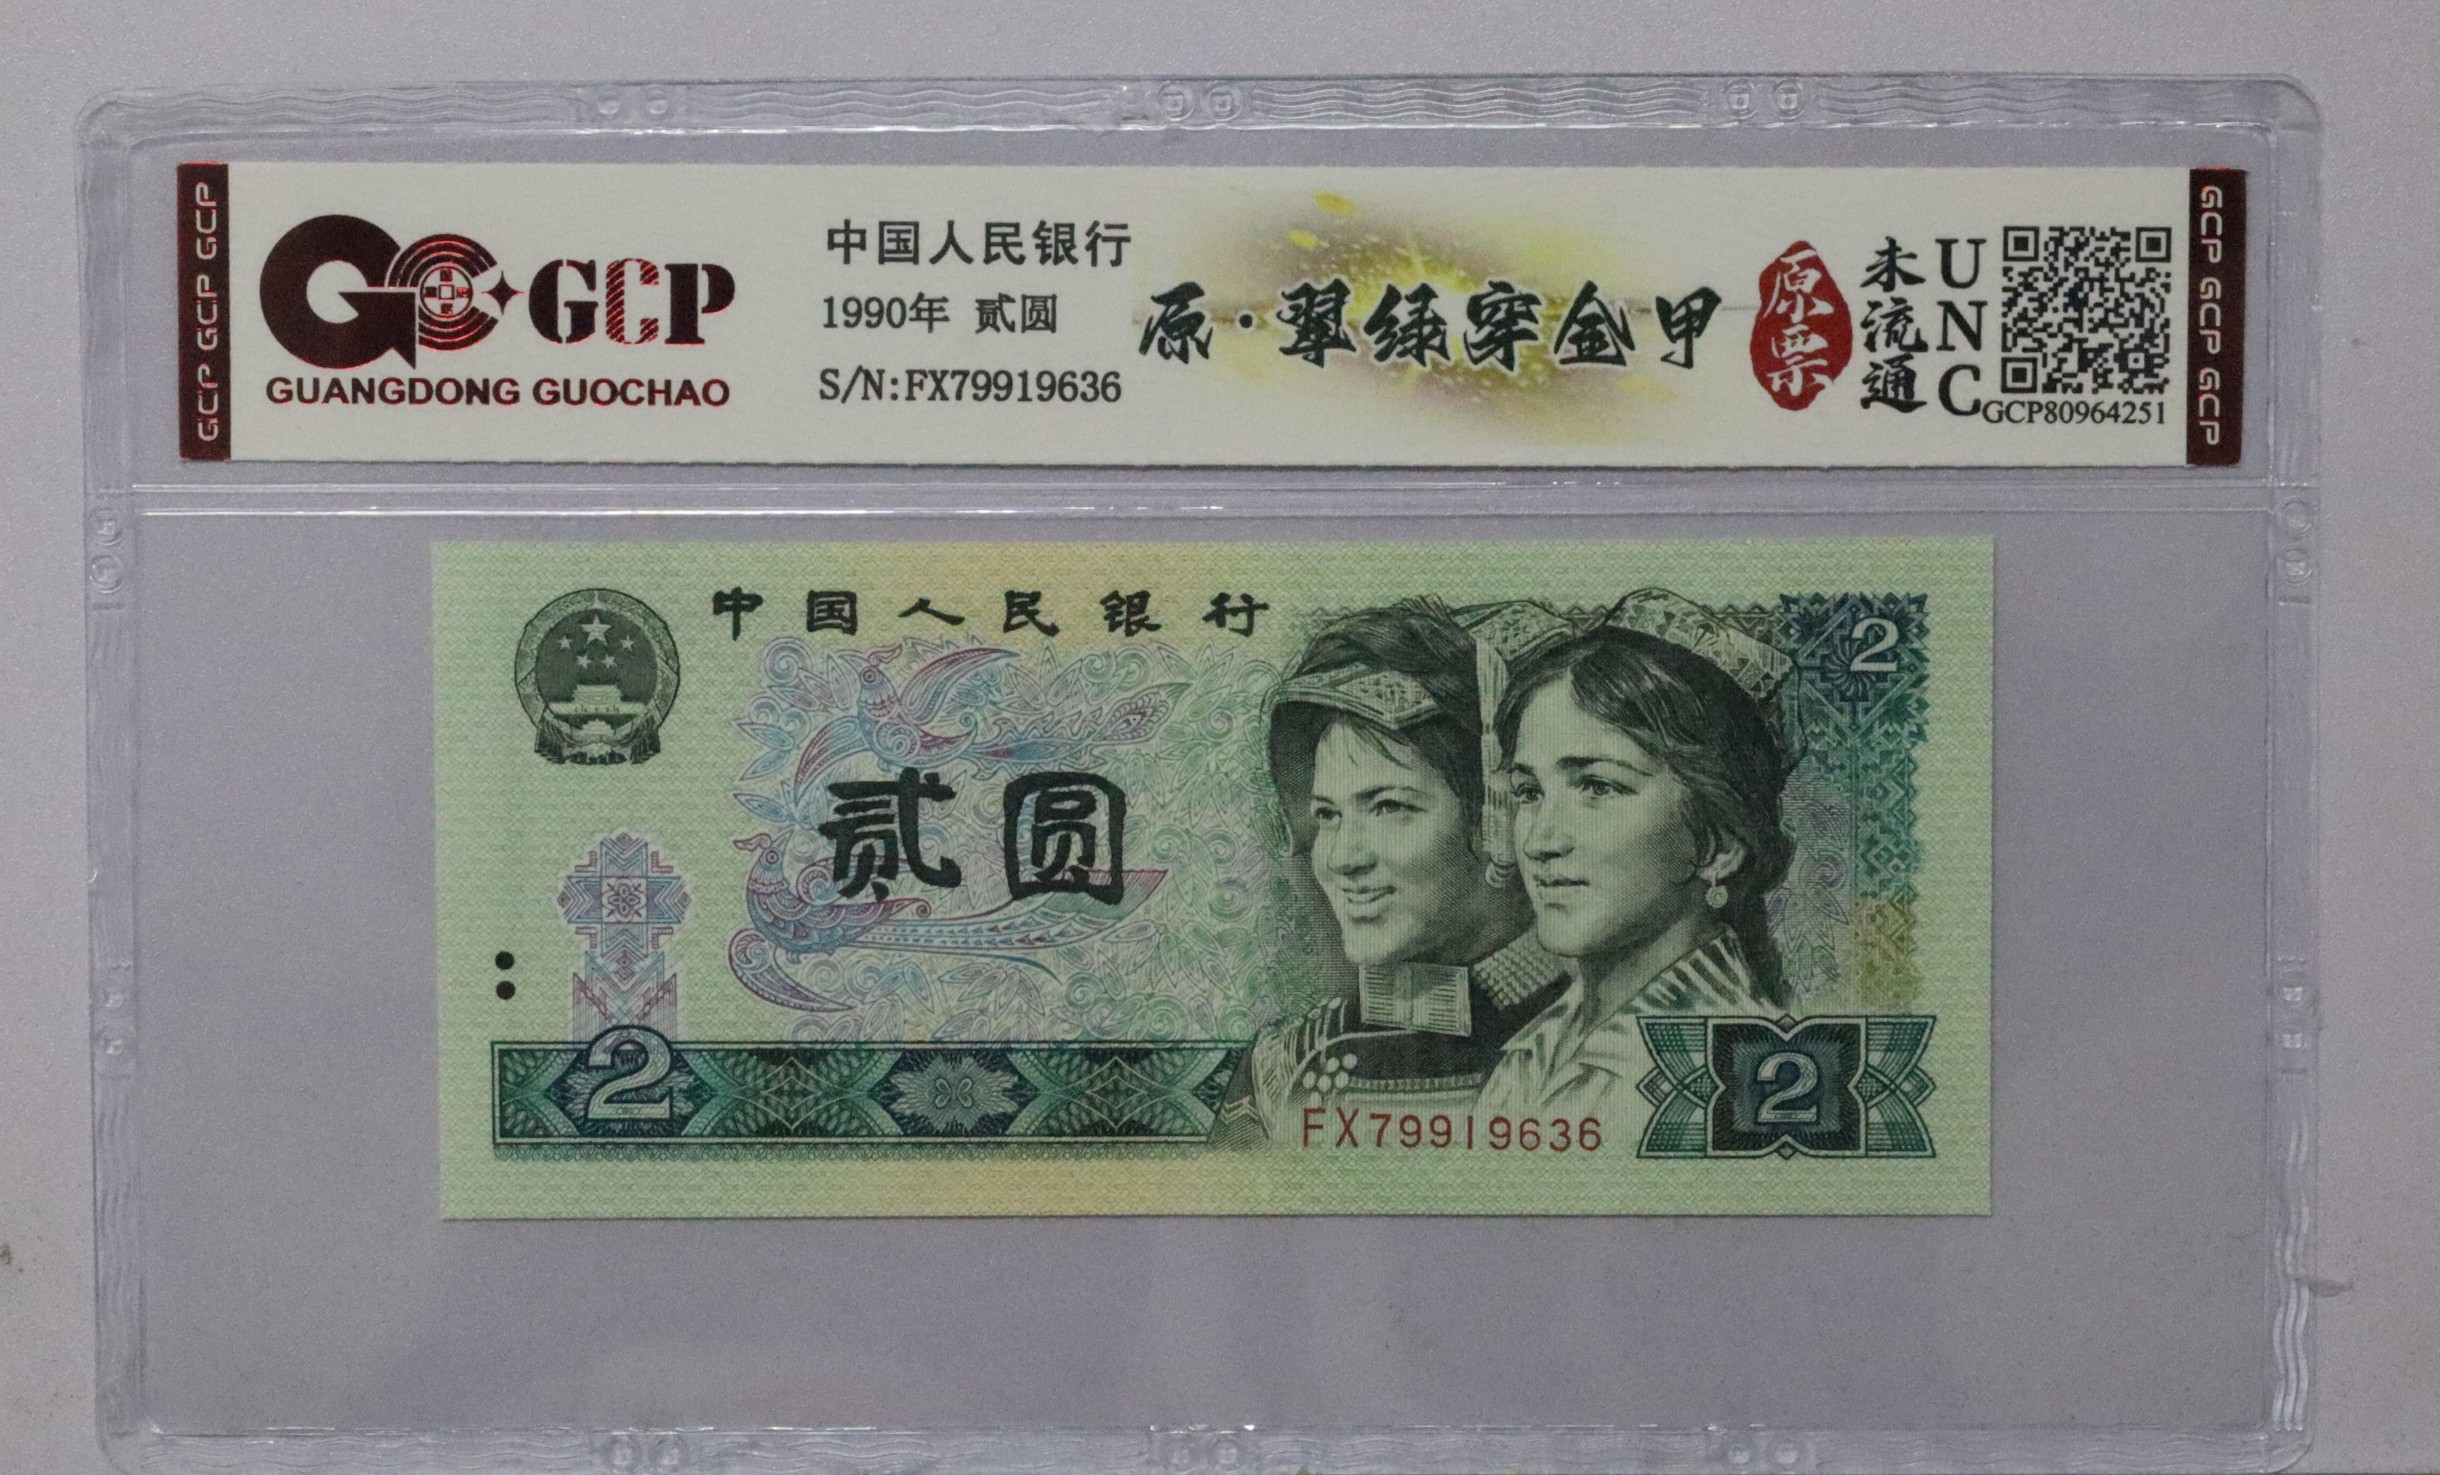 GCP GCP GCP
GCP
GUANGDONG GUOCHAO
中国人民银行
1990年 贰圆
S/N:FX79919636
原·翠绿穿金甲
原票
未流通
UNC
GCP80964251
GCP GCP GCP
中国人民银行
2
贰圆
2
FX79919636
2